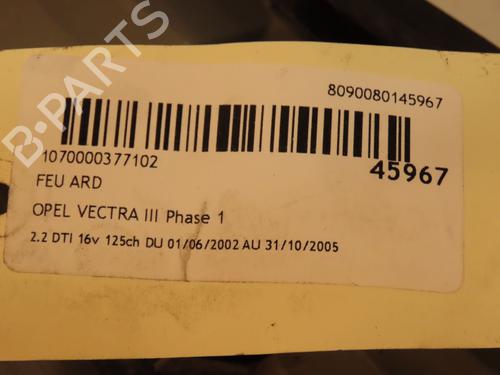 8090080145967
1070000377102
45967
FEU ARD
OPEL VECTRA III Phase 1
2.2 DTI 16v 125ch DU 01/06/2002 AU 31/10/2005
B-PARTS